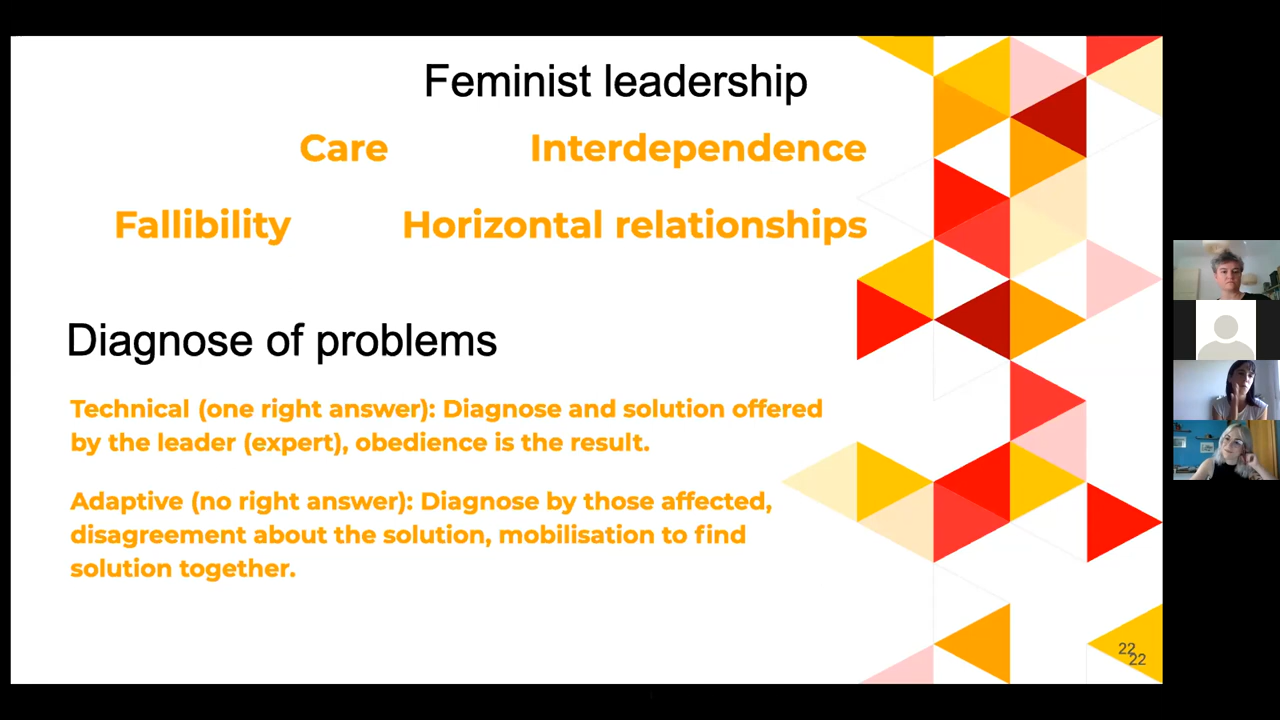 Feminist leadership
Care Interdependence
Fallibility Horizontal relationships
Diagnose of problems
Technical (one right answer): Diagnose and solution offered
by the leader (expert), obedience is the result.
Adaptive (no right answer): Diagnose by those affected,
disagreement about the solution, mobilisation to find
solution together.
22
22